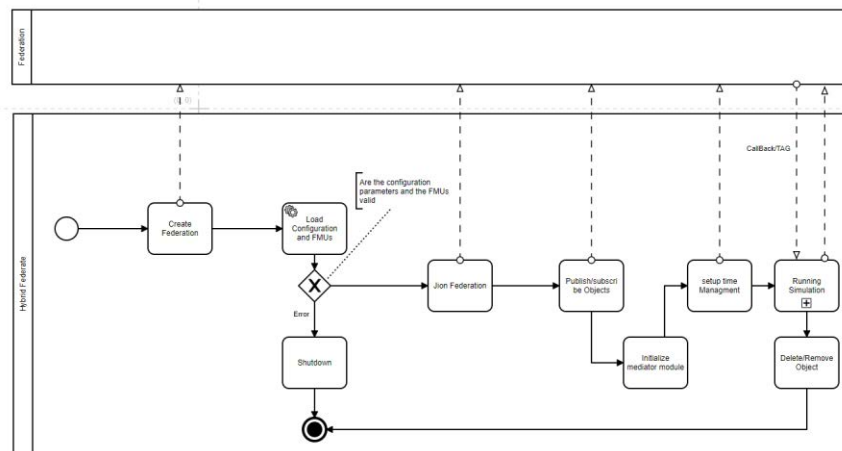 Federation
(0, 0)
CallBack/TAG
Hybrid Federate
Are the configuration
parameters and the FMUs
valid
Create
Federation
Load
Configuration
and FMUs
Jion Federation
Publish/subscri
be Objects
setup time
Managment
Running
Simulation
Error
Shutdown
Initialize
mediator module
Delete/Remove
Object